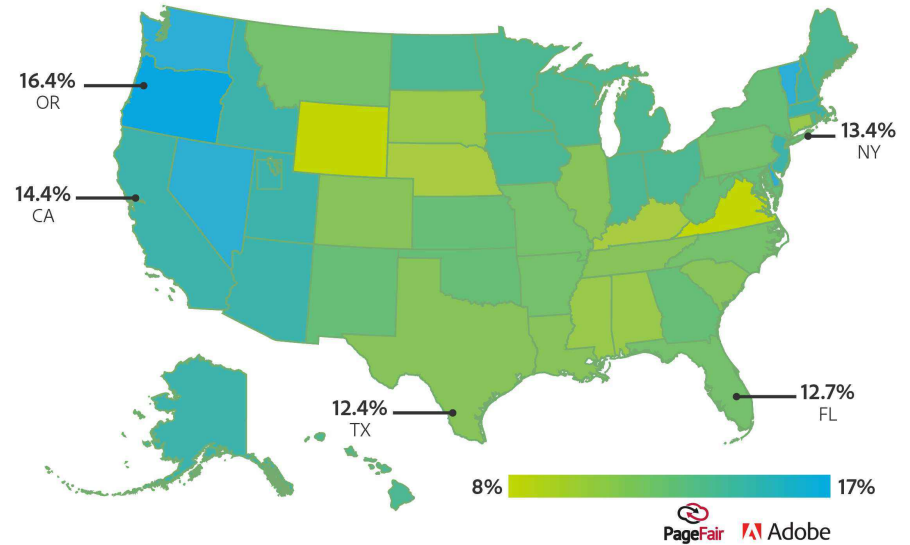 16.4%
OR
14.4%
CA
13.4%
NY
12.4%
TX
12.7%
FL
8%
17%
PageFair
Adobe